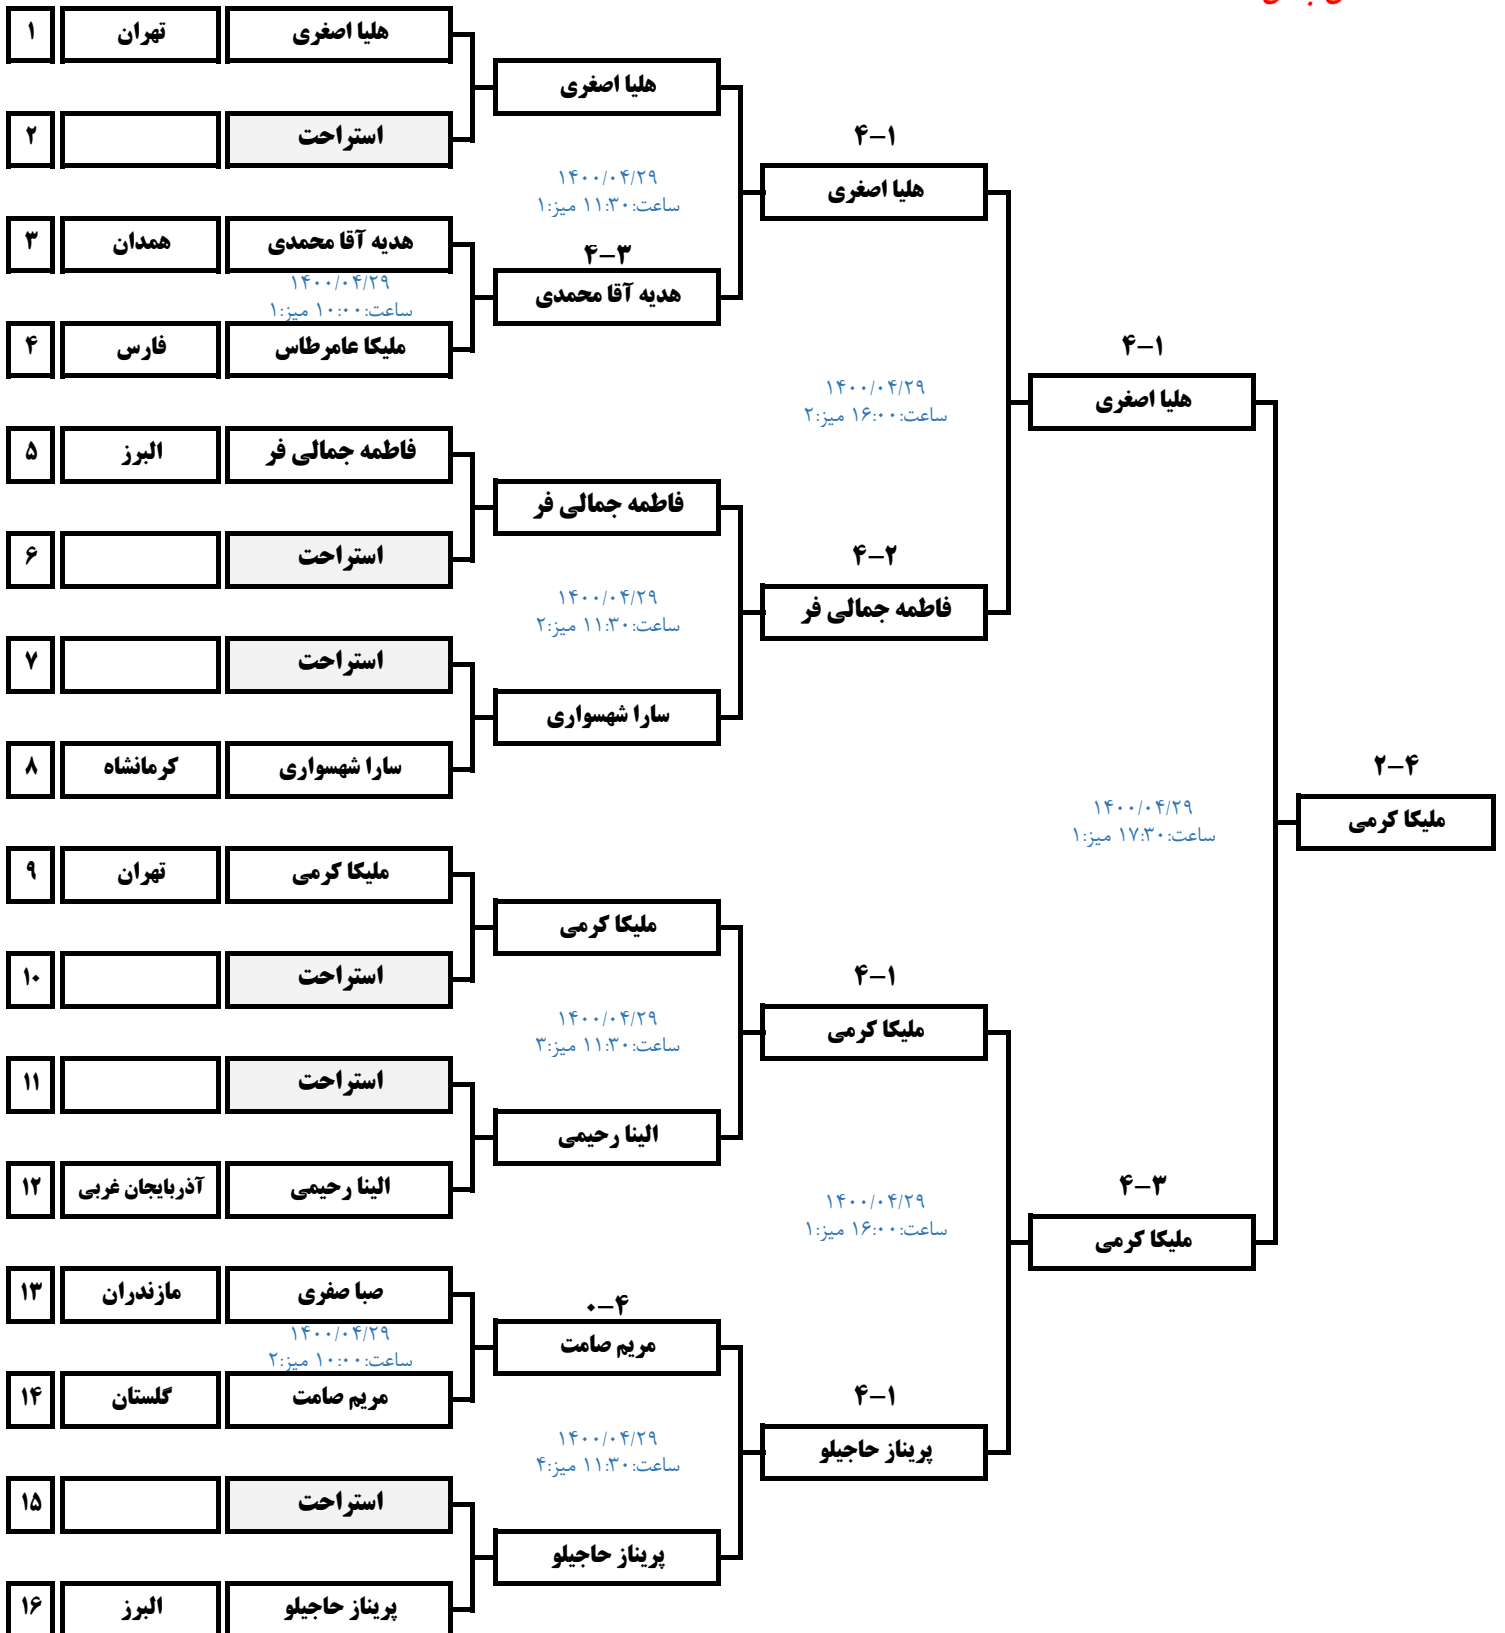 ۱ تهران هلیا اصغری
هلیا اصغری
۲ استراحت
۴-۱
۱۴۰۰/۰۴/۲۹
ساعت:۱۱:۳۰ میز:۱
هلیا اصغری
۳ همدان هدیه آقا محمدی
۴-۳
۱۴۰۰/۰۴/۲۹
ساعت:۱۰:۰۰ میز:۱
هدیه آقا محمدی
۴ فارس ملیکا عامرطاس
۴-۱
۱۴۰۰/۰۴/۲۹
ساعت:۱۶:۰۰ میز:۲
هلیا اصغری
۵ البرز فاطمه جمالی فر
فاطمه جمالی فر
۶ استراحت
۴-۲
۱۴۰۰/۰۴/۲۹
ساعت:۱۱:۳۰ میز:۲
فاطمه جمالی فر
۷ استراحت
سارا شهسواری
۸ کرمانشاه سارا شهسواری
۲-۴
۱۴۰۰/۰۴/۲۹
ساعت:۱۷:۳۰ میز:۱
ملیکا کرمی
۹ تهران ملیکا کرمی
ملیکا کرمی
۱۰ استراحت
۴-۱
۱۴۰۰/۰۴/۲۹
ساعت:۱۱:۳۰ میز:۳
ملیکا کرمی
۱۱ استراحت
الینا رحیمی
۱۲ آذربایجان غربی الینا رحیمی
۴-۳
۱۴۰۰/۰۴/۲۹
ساعت:۱۶:۰۰ میز:۱
ملیکا کرمی
۱۳ مازندران صبا صفری
۰-۴
۱۴۰۰/۰۴/۲۹
ساعت:۱۰:۰۰ میز:۲
مریم صامت
۱۴ گلستان مریم صامت
۴-۱
۱۴۰۰/۰۴/۲۹
ساعت:۱۱:۳۰ میز:۴
پریناز حاجیلو
۱۵ استراحت
پریناز حاجیلو
۱۶ البرز پریناز حاجیلو